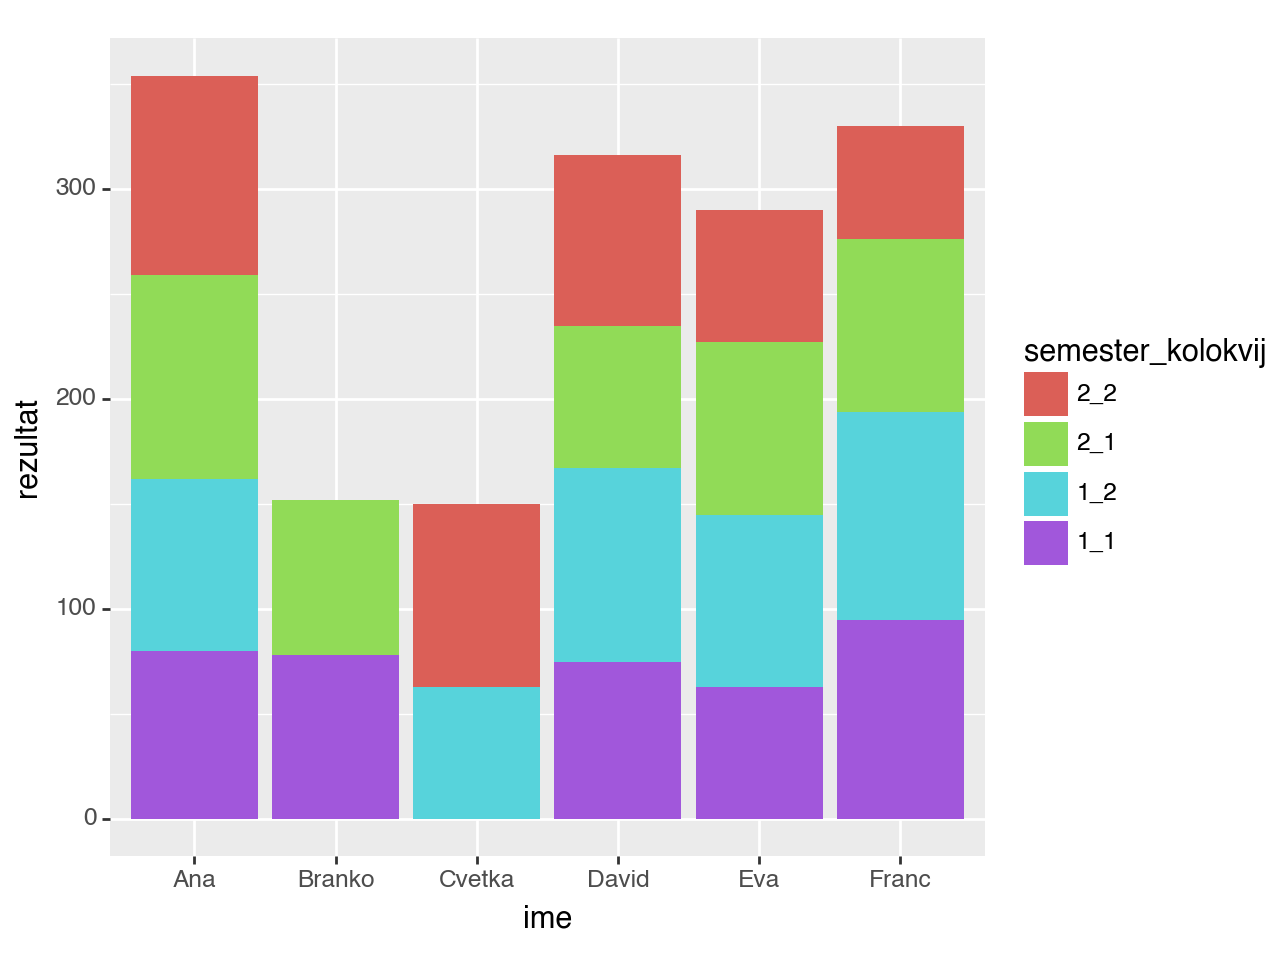 rezultat
300
200
100
0
Ana Branko Cvetka David Eva Franc
ime
semester_kolokvij
2_2
2_1
1_2
1_1